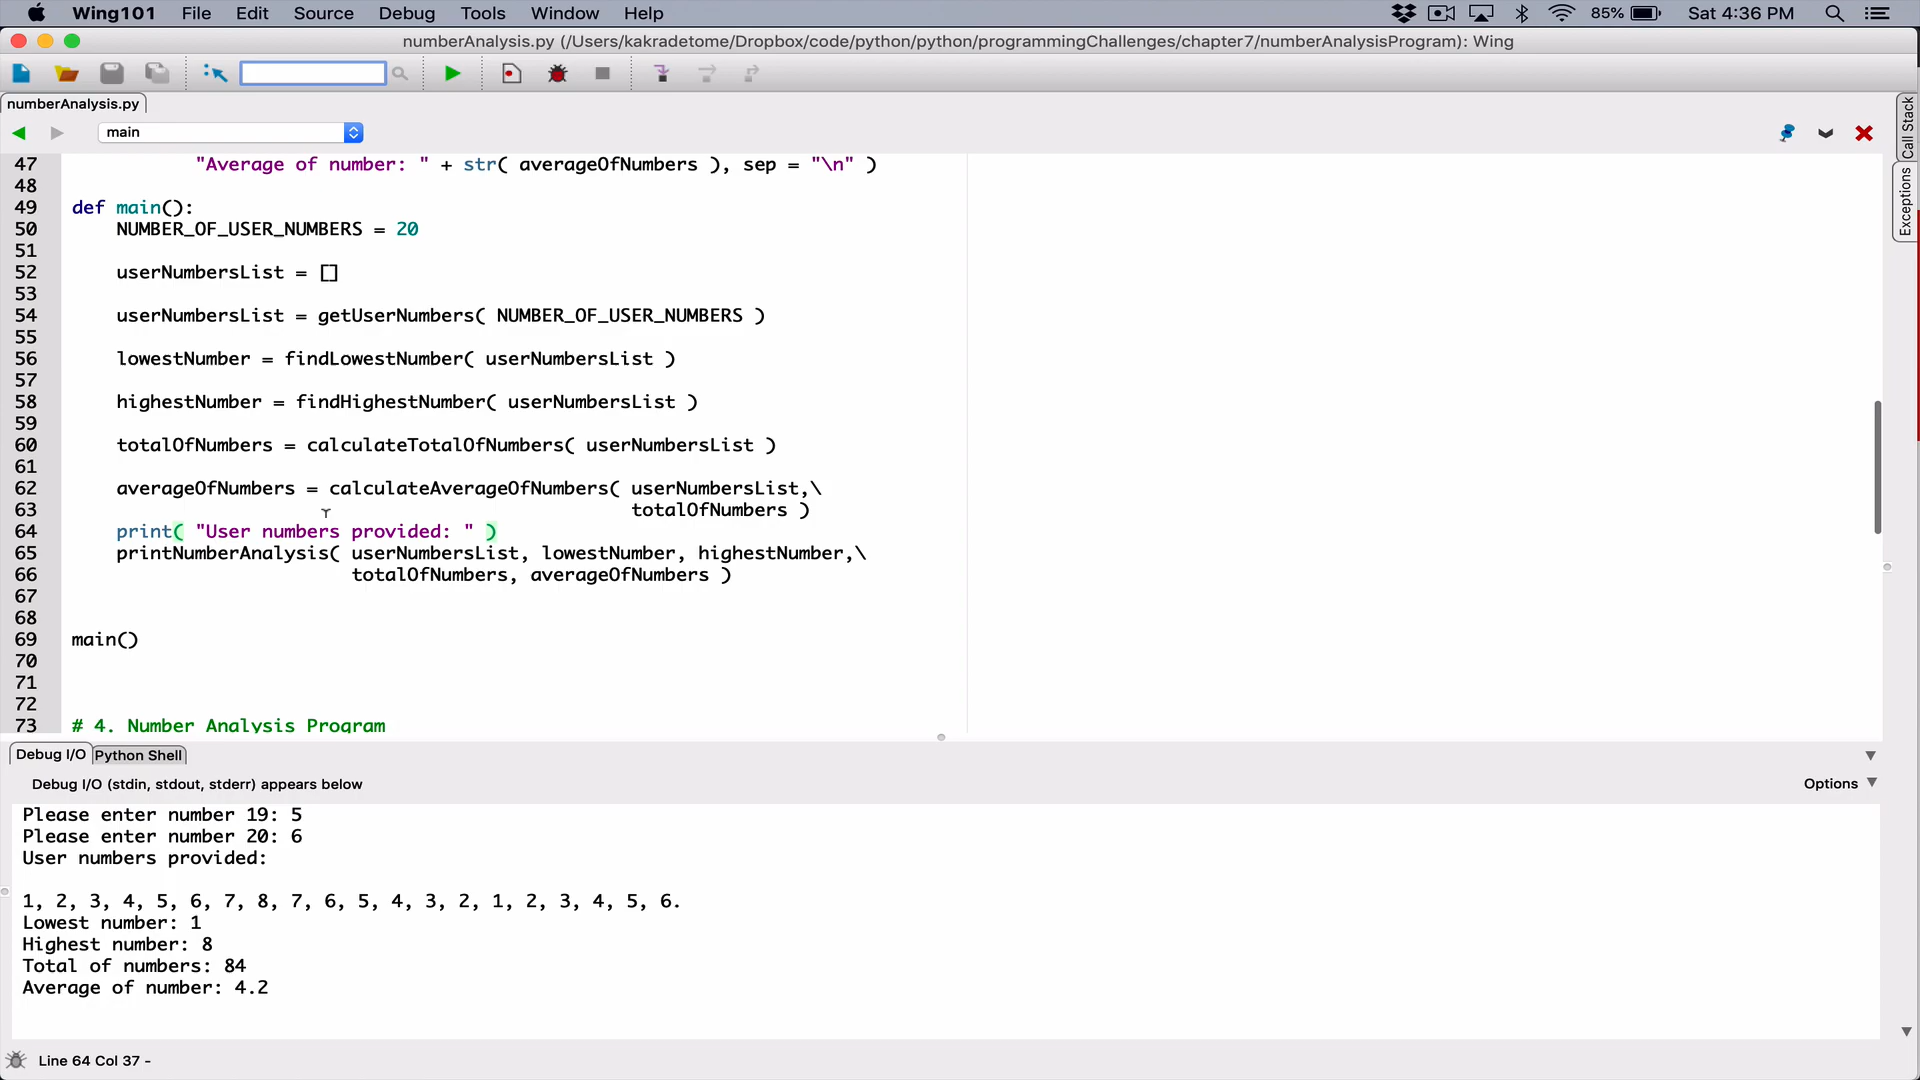 Wing101 File Edit Source Debug Tools Window Help 85% Sat 4:36 PM
numberAnalysis.py (/Users/kakradetome/Dropbox/code/python/python/programmingChallenges/chapter7/numberAnalysisProgram): Wing
numberAnalysis.py
main
Call Stack
Exceptions
47 "Average of number: " + str( averageOfNumbers ), sep = "\n" )
48
49 def main():
50 NUMBER_OF_USER_NUMBERS = 20
51
52 userNumbersList = []
53
54 userNumbersList = getUserNumbers( NUMBER_OF_USER_NUMBERS )
55
56 lowestNumber = findLowestNumber( userNumbersList )
57
58 highestNumber = findHighestNumber( userNumbersList )
59
60 totalOfNumbers = calculateTotalOfNumbers( userNumbersList )
61
62 averageOfNumbers = calculateAverageOfNumbers( userNumbersList,\
63 totalOfNumbers )
64 print( "User numbers provided: " )
65 printNumberAnalysis( userNumbersList, lowestNumber, highestNumber,\
66 totalOfNumbers, averageOfNumbers )
67
68
69 main()
70
71
72
73 # 4. Number Analysis Program
Debug I/O Python Shell
Debug I/O (stdin, stdout, stderr) appears below Options
Please enter number 19: 5
Please enter number 20: 6
User numbers provided:
1, 2, 3, 4, 5, 6, 7, 8, 7, 6, 5, 4, 3, 2, 1, 2, 3, 4, 5, 6.
Lowest number: 1
Highest number: 8
Total of numbers: 84
Average of number: 4.2
Line 64 Col 37 -